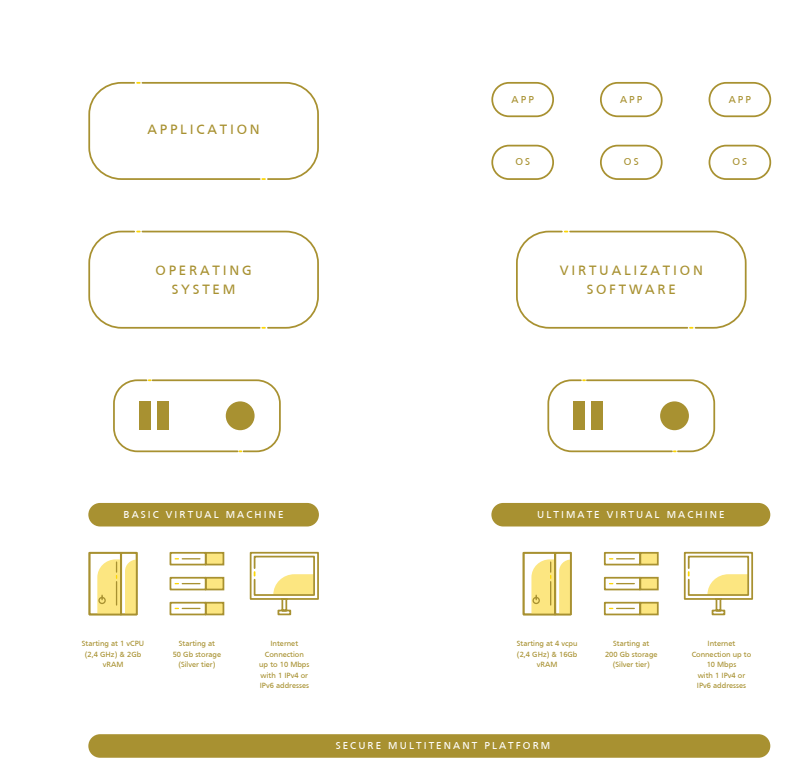 APPLICATION
APP
APP
APP
OS
OS
OS
OPERATING
SYSTEM
VIRTUALIZATION
SOFTWARE
BASIC VIRTUAL MACHINE
ULTIMATE VIRTUAL MACHINE
Starting at 1 vCPU
(2,4 GHz) & 2Gb
vRAM
Starting at
50 Gb storage
(Silver tier)
Internet
Connection
up to 10 Mbps
with 1 IPv4 or
IPv6 addresses
Starting at 4 vcpu
(2,4 GHz) & 16Gb
vRAM
Starting at
200 Gb storage
(Silver tier)
Internet
Connection up to
10 Mbps
with 1 IPv4 or
IPv6 addresses
SECURE MULTITENANT PLATFORM